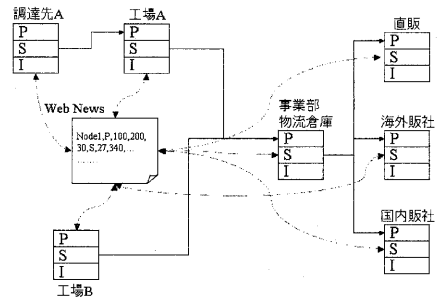 調達先A
P
S
I
工場A
P
S
I
直販
P
S
I
Web News
Node1,P,100,200,
30,S,27,340,...
.......
事業部
物流倉庫
P
S
I
海外販社
P
S
I
国内販社
P
S
I
P
S
I
工場B